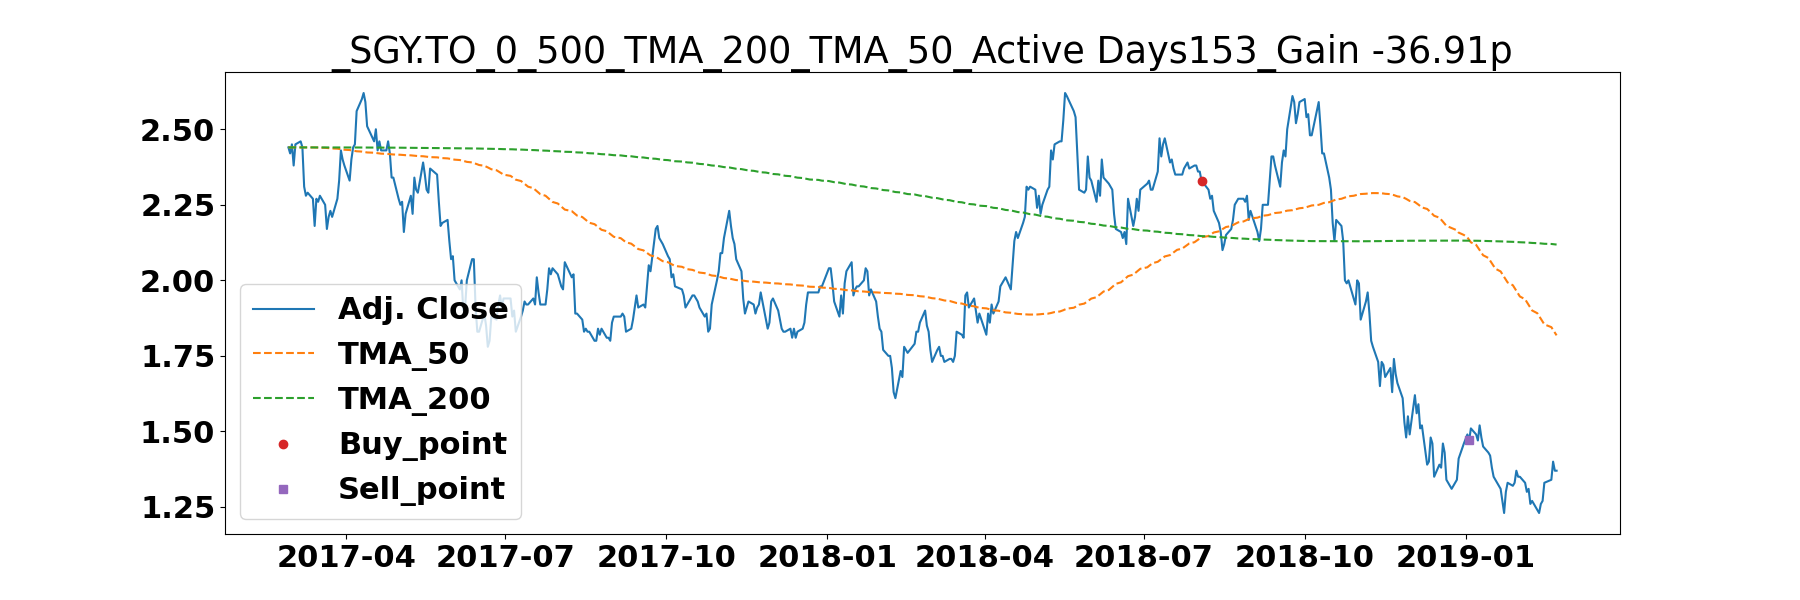 _SGY.TO_0_500_TMA_200_TMA_50_Active Days153_Gain -36.91p
2.50
2.25
2.00
1.75
1.50
1.25
Adj. Close
TMA_50
TMA_200
Buy_point
Sell_point
2017-04 2017-07 2017-10 2018-01 2018-04 2018-07 2018-10 2019-01